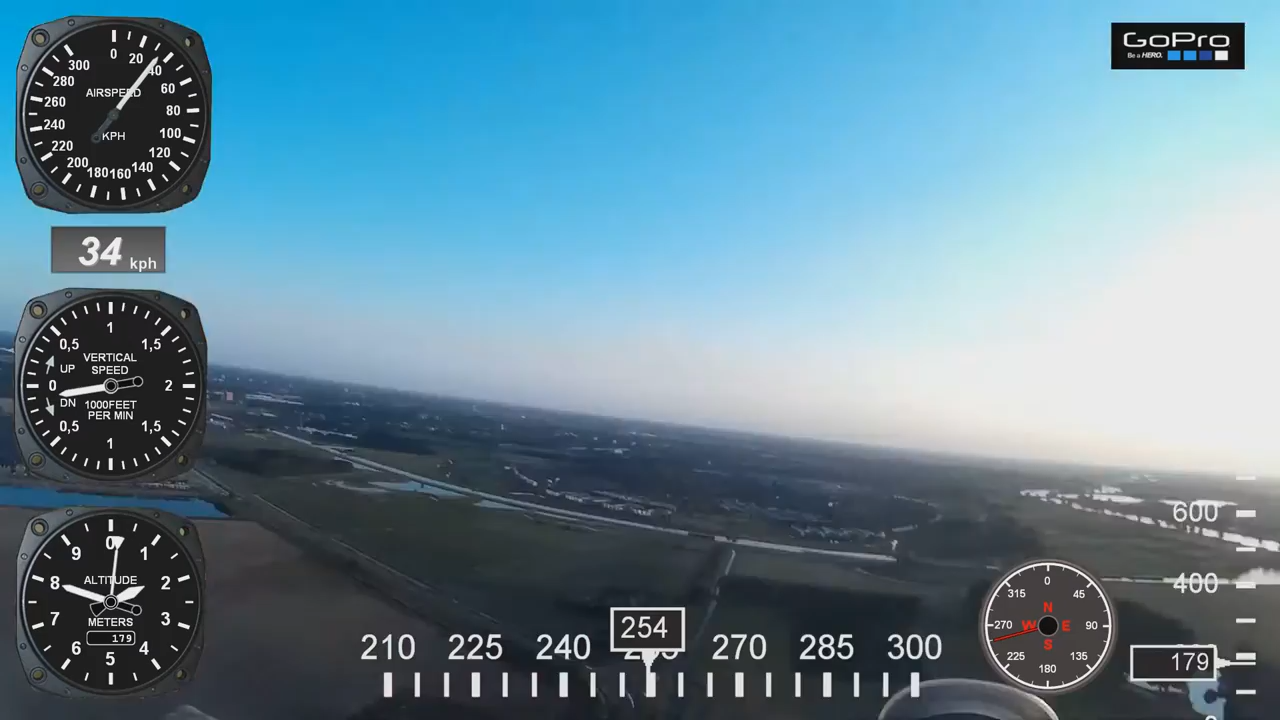 0
20
40
60
80
100
120
140
160
180
200
220
240
260
280
300
AIRSPEED
KPH
GoPro
Be a HERO.
34 kph
1
0,5 1,5
UP
VERTICAL
SPEED
0 2
DN
1000FEET
PER MIN
0,5 1,5
1
0
9 1
ALTITUDE
8 2
7 3
METERS
179
6 4
5
600
400
179
0
315 45
N
270 W E 90
S
225 135
180
254
210 225 240 270 285 300